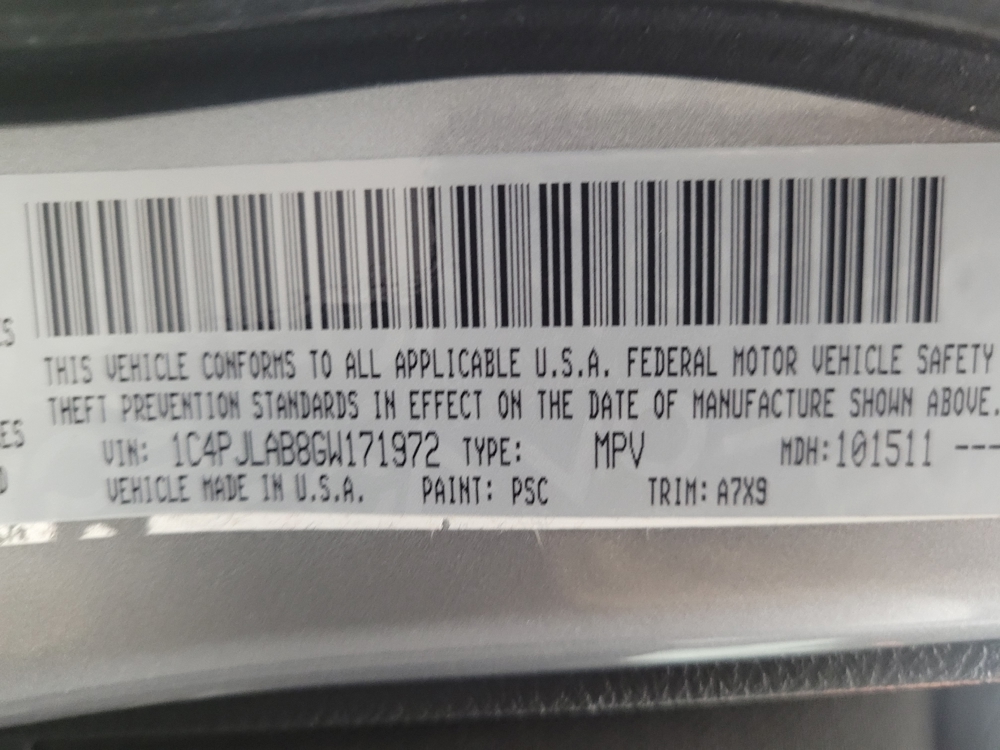 THIS VEHICLE CONFORMS TO ALL APPLICABLE U.S.A. FEDERAL MOTOR VEHICLE SAFETY
THEFT PREVENTION STANDARDS IN EFFECT ON THE DATE OF MANUFACTURE SHOWN ABOVE.
VIN: 1C4PJLAB8GW171972 TYPE: MPV MDH:101511 ---
VEHICLE MADE IN U.S.A. PAINT: PSC TRIM: A7X9